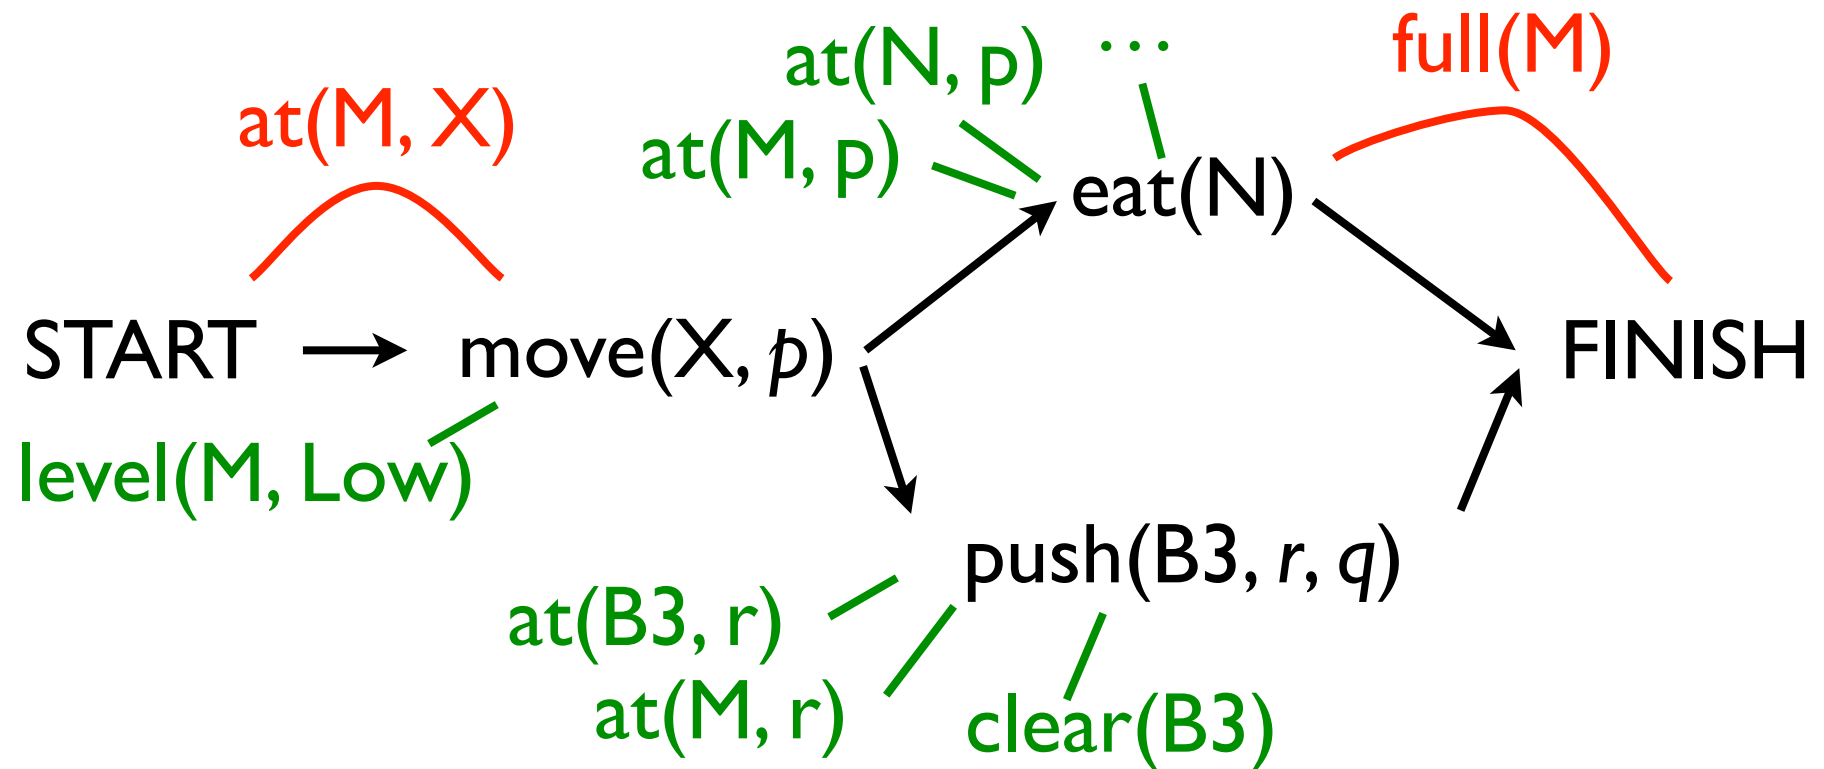 at(N, p) ...
full(M)
at(M, X)
at(M, p)
eat(N)
START
move(X, p)
FINISH
level(M, Low)
push(B3, r, q)
at(B3, r)
at(M, r)
clear(B3)